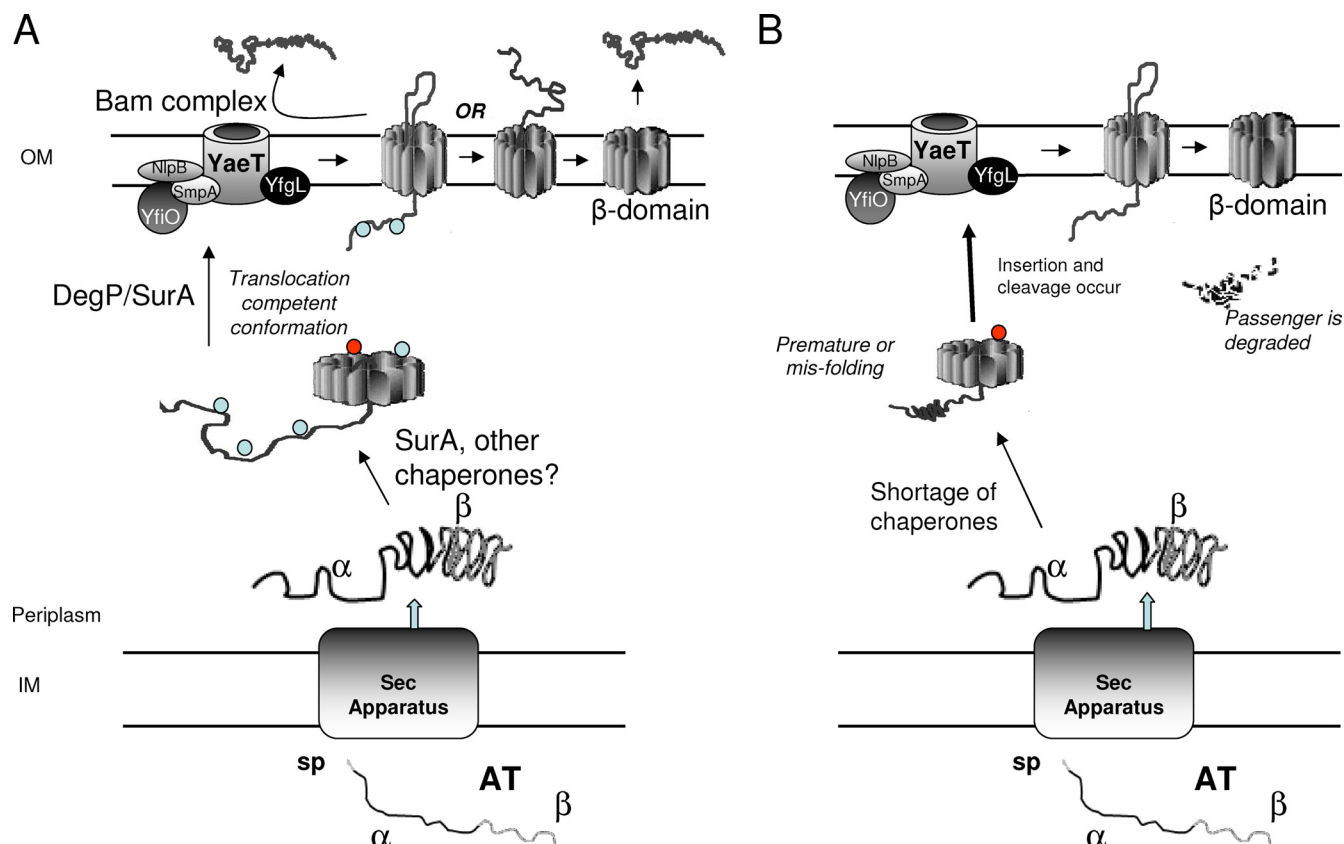 A
Bam complex
OR
OM
NlpB
YaeT
SmpA
YfgL
YfiO
β-domain
DegP/SurA
Translocation
competent
conformation
SurA, other
chaperones?
β
α
Periplasm
IM
Sec
Apparatus
sp
AT
β
α
B
NlpB
YaeT
SmpA
YfgL
YfiO
β-domain
Insertion and
cleavage occur
Passenger is
degraded
Premature or
mis-folding
Shortage of
chaperones
β
α
Sec
Apparatus
sp
AT
β
α